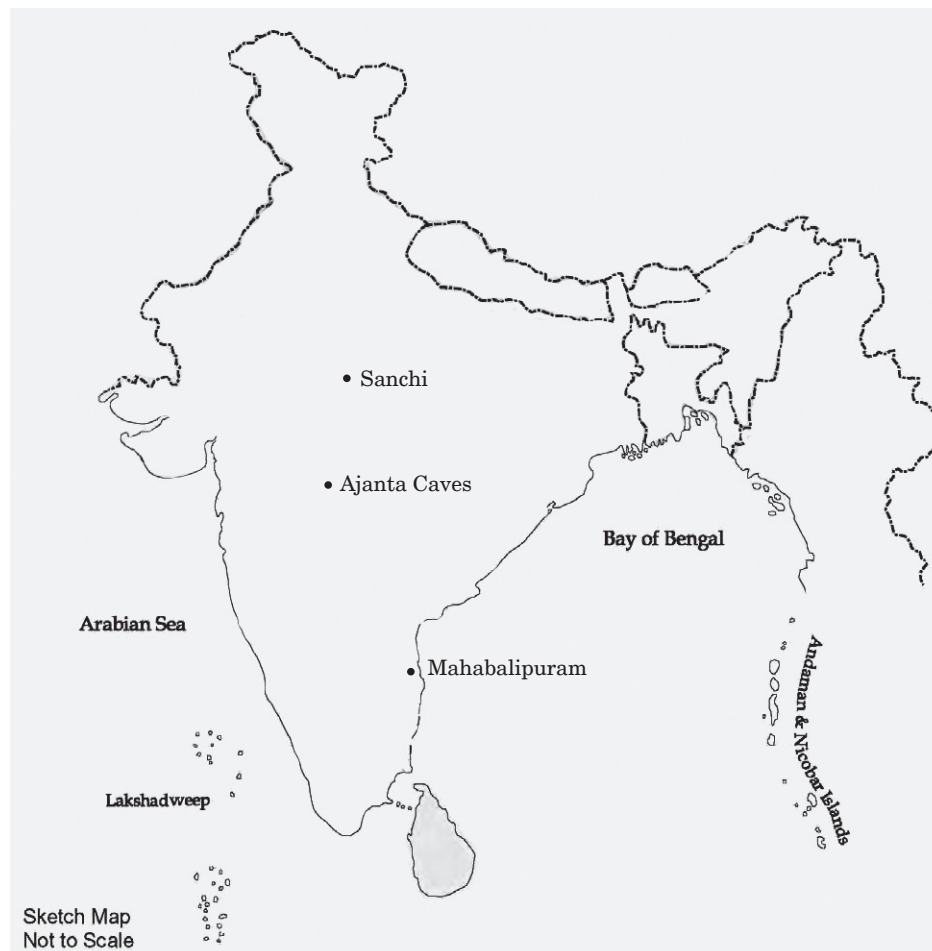 Sanchi
Ajanta Caves
Bay of Bengal
Arabian Sea
Mahabalipuram
Andaman & Nicobar Islands
Lakshadweep
Sketch Map
Not to Scale